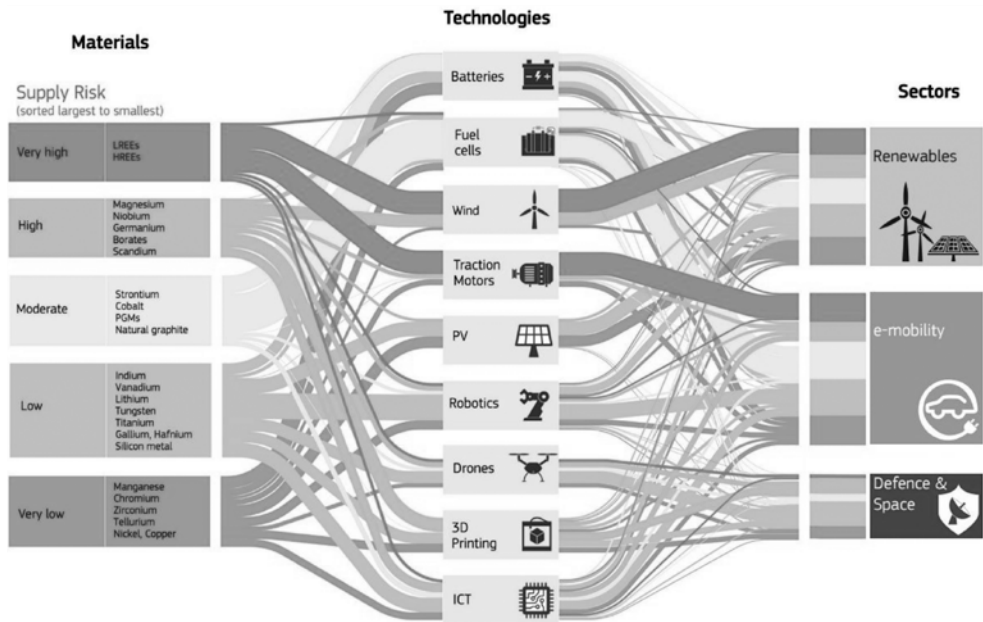 Technologies
Materials
Supply Risk
(sorted largest to smallest)
Sectors
Very high
LREEs
HREEs
High
Magnesium
Niobium
Germanium
Borates
Scandium
Moderate
Strontium
Cobalt
PGMs
Natural graphite
Low
Indium
Vanadium
Lithium
Tungsten
Titanium
Gallium, Hafnium
Silicon metal
Very low
Manganese
Chromium
Zirconium
Tellurium
Nickel, Copper
Batteries
Fuel
cells
Wind
Traction
Motors
PV
Robotics
Drones
3D
Printing
ICT
Renewables
e-mobility
Defence &
Space